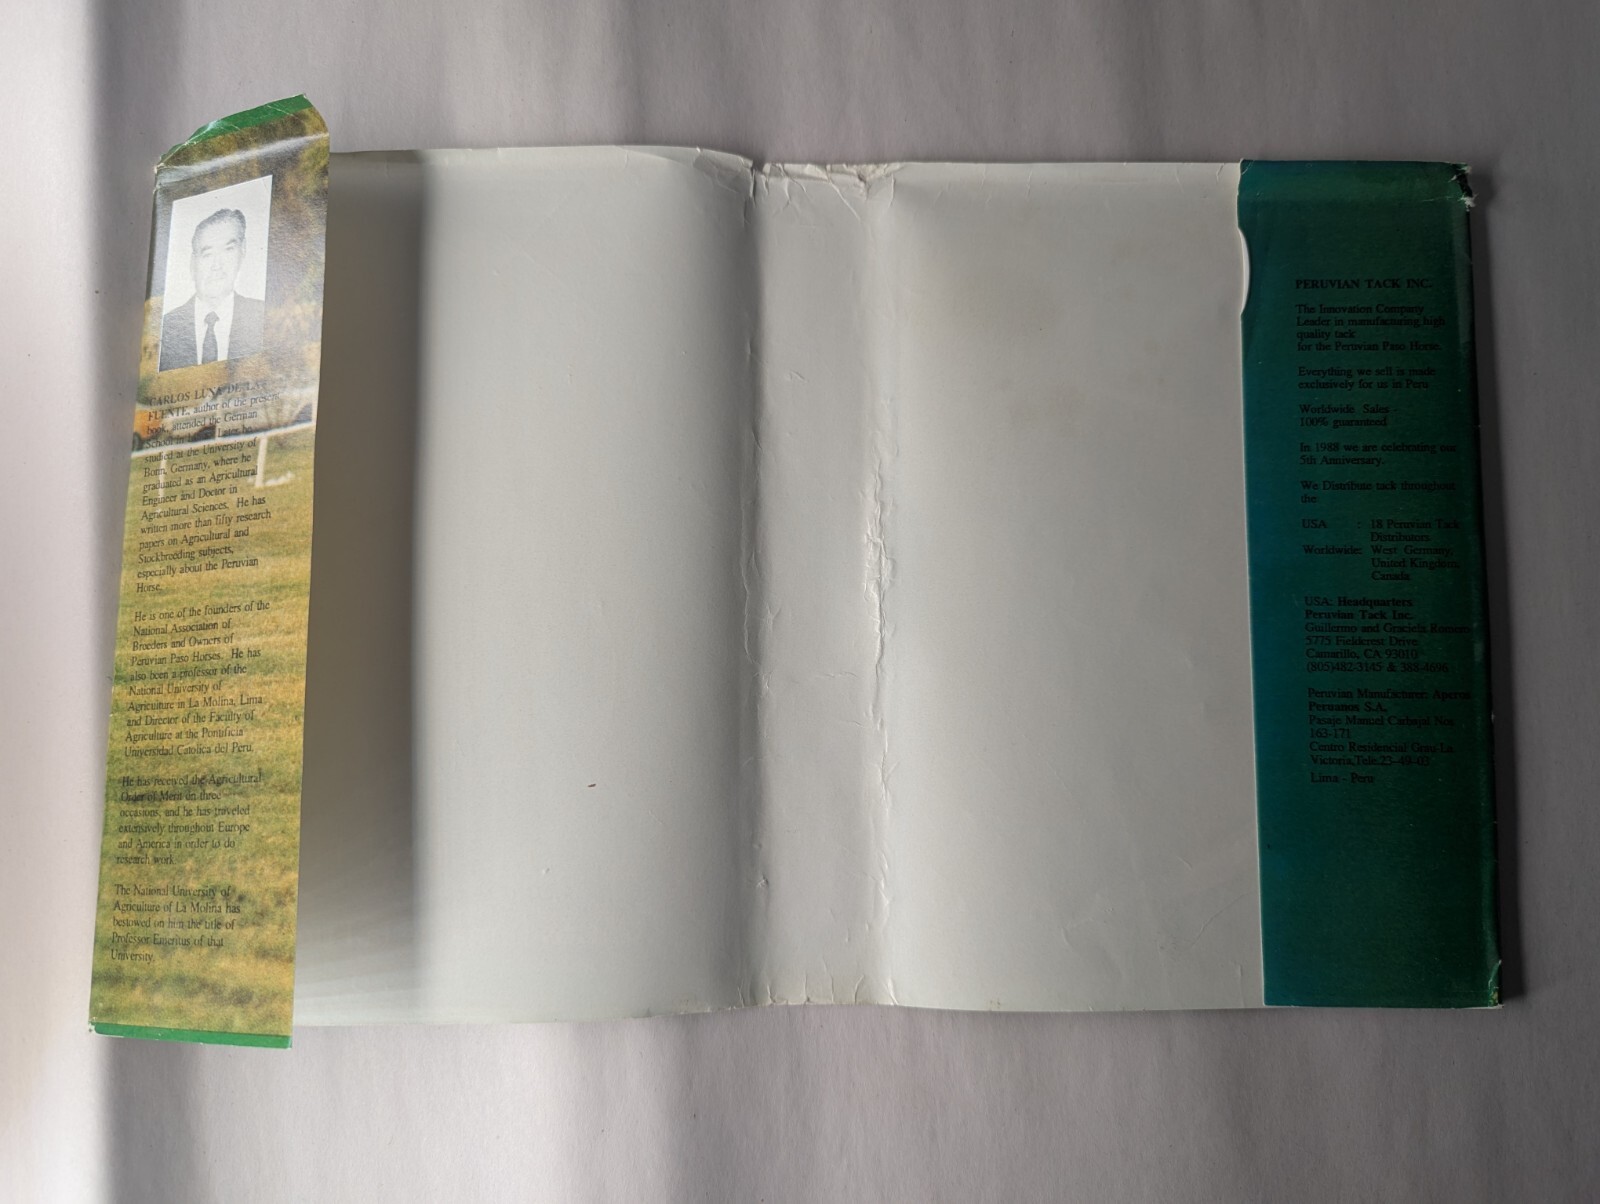 CARLOS LUNA DE LA
FUENTE, author of the present
book, attended the German
School in Later he
studied at the University of
Bonn, Germany, where he
graduated as an Agricultural
Engineer and Doctor in
Agricultural Sciences. He has
written more than fifty research
papers on Agricultural and
Stockbreeding subjects,
especially about the Peruvian
Horse.
He is one of the founders of the
National Association of
Breeders and Owners of
Peruvian Paso Horses. He has
also been a professor of the
National University of
Agriculture in La Molina, Lima
and Director of the Faculty of
Agriculture at the Pontificia
Universidad Catolica del Peru.
He has received the Agricultural
Order of Merit on three
occasions, and he has traveled
extensively throughout Europe
and America in order to do
research work.
The National University of
Agriculture of La Molina has
bestowed on him the title of
Professor Emeritus of that
University.
PERUVIAN TACK INC.
The Innovation Company
Leader in manufacturing high
quality tack
for the Peruvian Paso Horse.
Everything we sell is made
exclusively for us in Peru
Worldwide Sales -
100% guaranteed
In 1988 we are celebrating our
5th Anniversary.
We Distribute tack throughout
the
USA : 18 Peruvian Tack
Distributors
Worldwide: West Germany,
United Kingdom,
Canada
USA: Headquarters
Peruvian Tack Inc.
Guillermo and Graciela Romero
5775 Fieldcrest Drive
Camarillo, CA 93010
(805)482-3145 & 388-4696
Peruvian Manufacturer: Aperos
Peruanos S.A.
Pasaje Manuel Carbajal Nos
163-171
Centro Residencial Grau La
Victoria,Tele.23-49-03
Lima - Peru